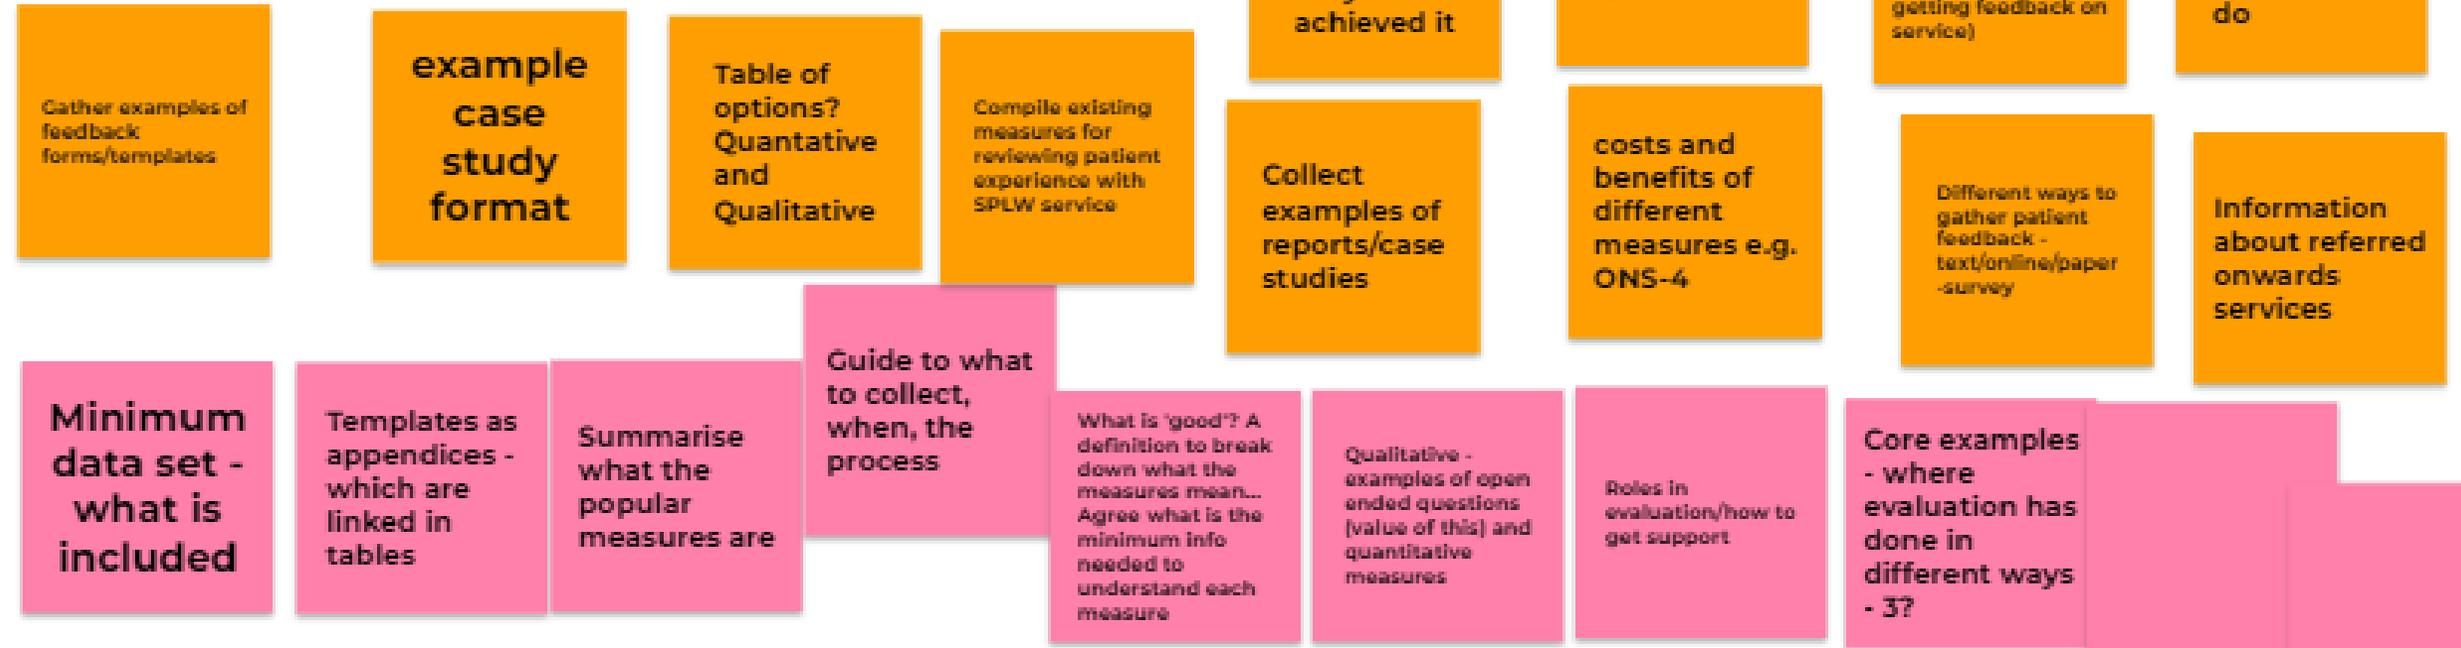 achieved it
getting feedback on
service)
do
Gather examples of
feedback
forms/templates
example
case
study
format
Table of
options?
Quantative
and
Qualitative
Compile existing
measures for
reviewing patient
experience with
SPLW service
Collect
examples of
reports/case
studies
costs and
benefits of
different
measures e.g.
ONS-4
Different ways to
gather patient
feedback -
text/online/paper
-survey
Information
about referred
onwards
services
Minimum
data set -
what is
included
Templates as
appendices -
which are
linked in
tables
Summarise
what the
popular
measures are
Guide to what
to collect,
when, the
process
What is "good"? A
definition to break
down what the
measures mean...
Agree what is the
minimum info
needed to
understand each
measure
Qualitative -
examples of open
ended questions
(value of this) and
quantitative
measures
Roles in
evaluation/how to
get support
Core examples
- where
evaluation has
done in
different ways
- 3?